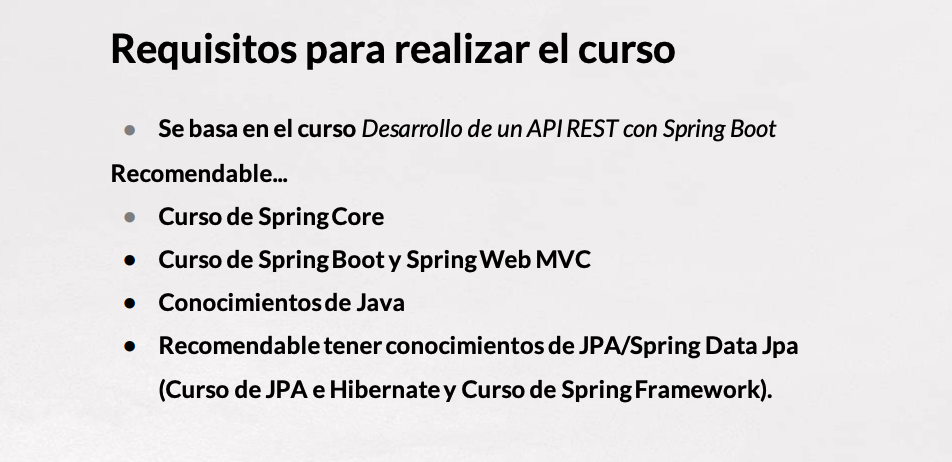 Requisitos para realizar el curso
● Se basa en el curso Desarrollo de un API REST con Spring Boot
Recomendable...
● Curso de Spring Core
● Curso de Spring Boot y Spring Web MVC
● Conocimientos de Java
● Recomendable tener conocimientos de JPA/Spring Data Jpa
(Curso de JPA e Hibernate y Curso de Spring Framework).